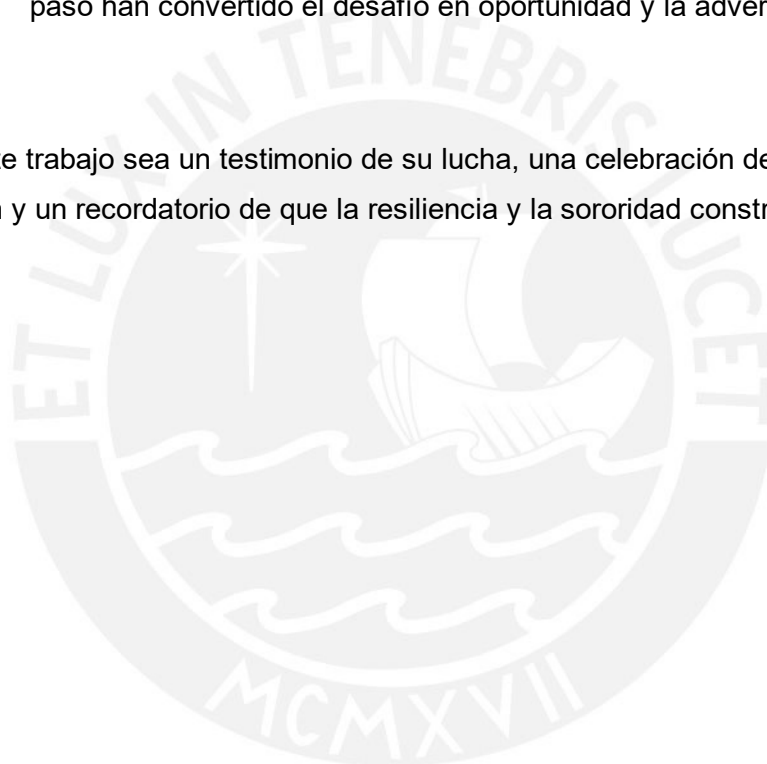 paso han convertido el desafío en oportunidad y la
te trabajo sea un testimonio de su lucha, una celebración
y un recordatorio de que la resiliencia y la sororidad
ET LUX IN TENEBRIS LUCET
MCMXVII